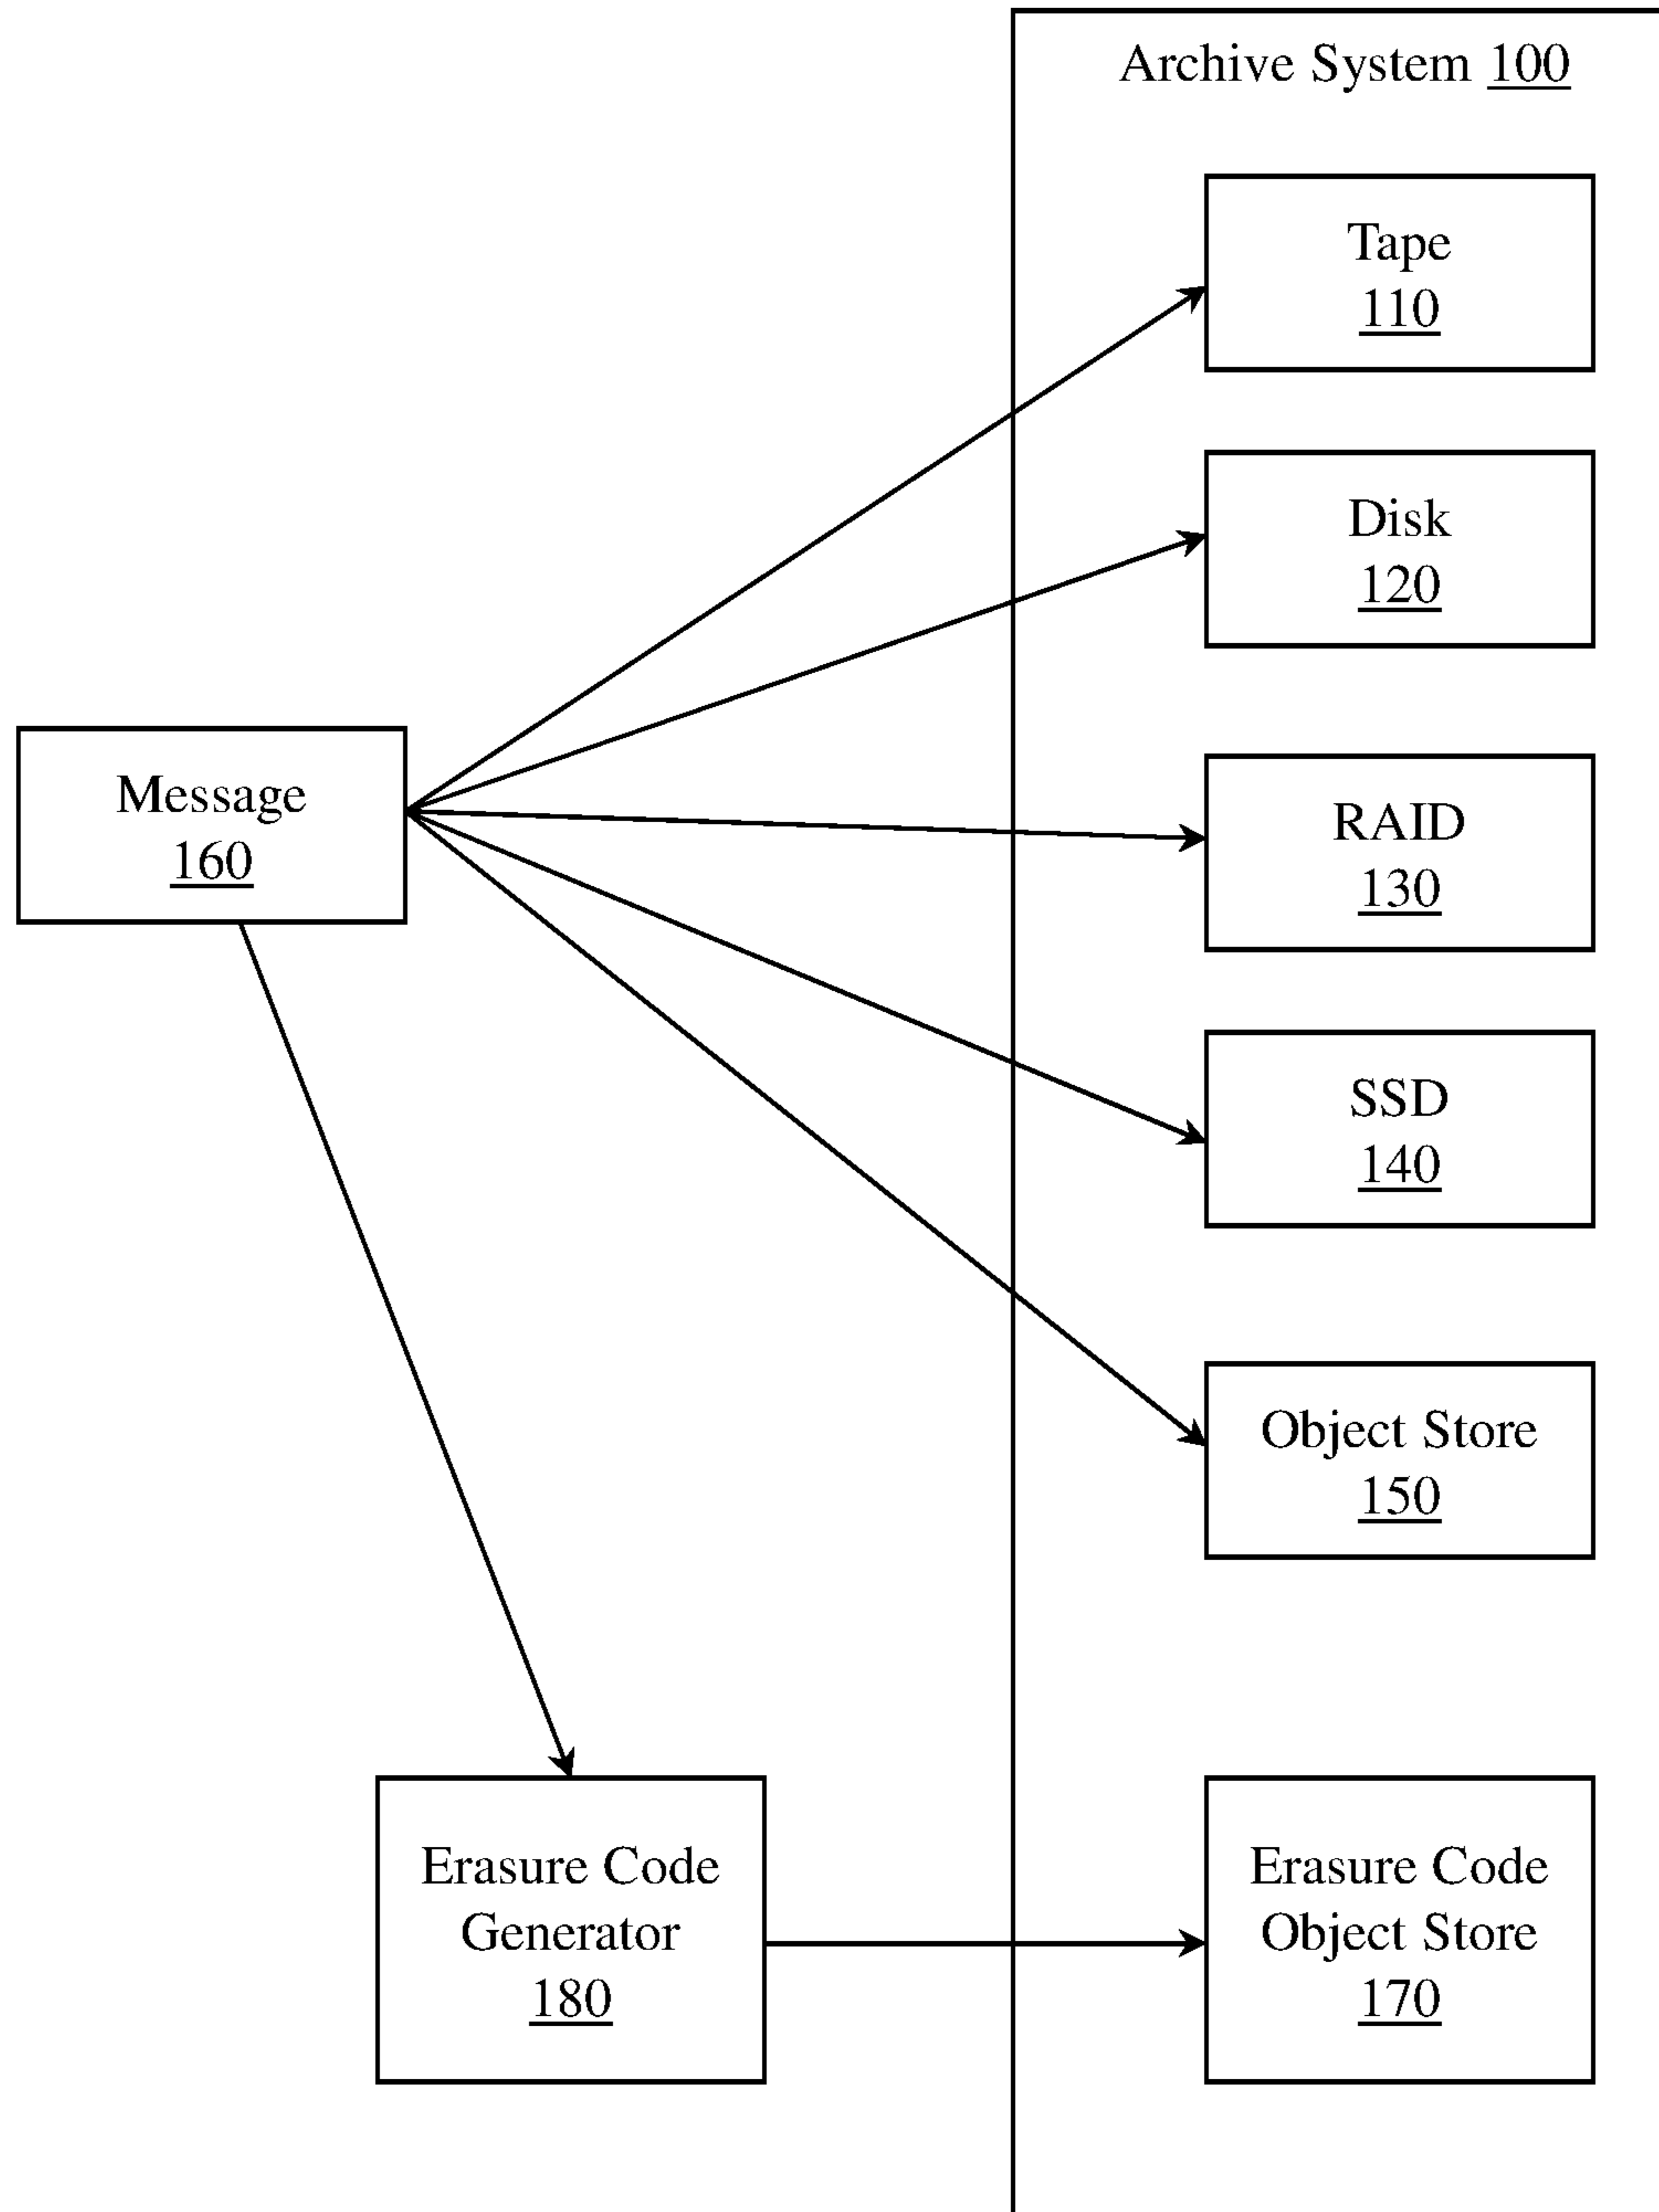 Archive System 100
Tape
110
Disk
120
Message
160
RAID
130
SSD
140
Object Store
150
Erasure Code
Generator
180
Erasure Code
Object Store
170